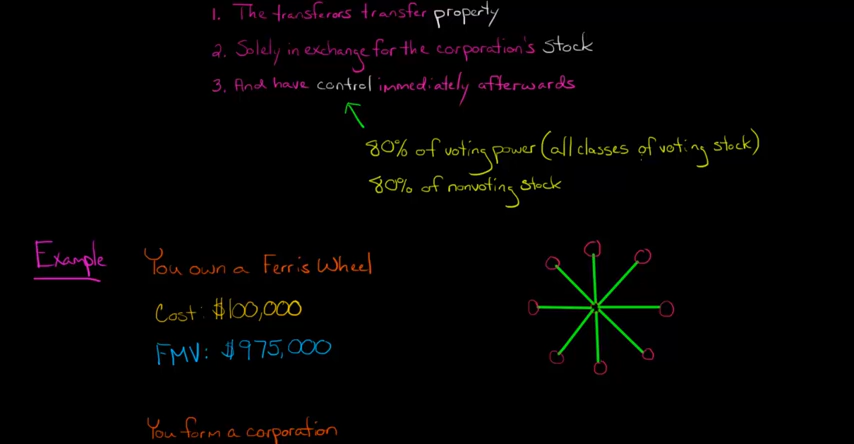 1. The transferors transfer property
2. Solely in exchange for the corporation's stock
3. And have control immediately afterwards
80% of voting power (all classes of voting stock)
80% of nonvoting stock
Example
You own a Ferris Wheel
Cost: $100,000
FMV: $975,000
You form a corporation